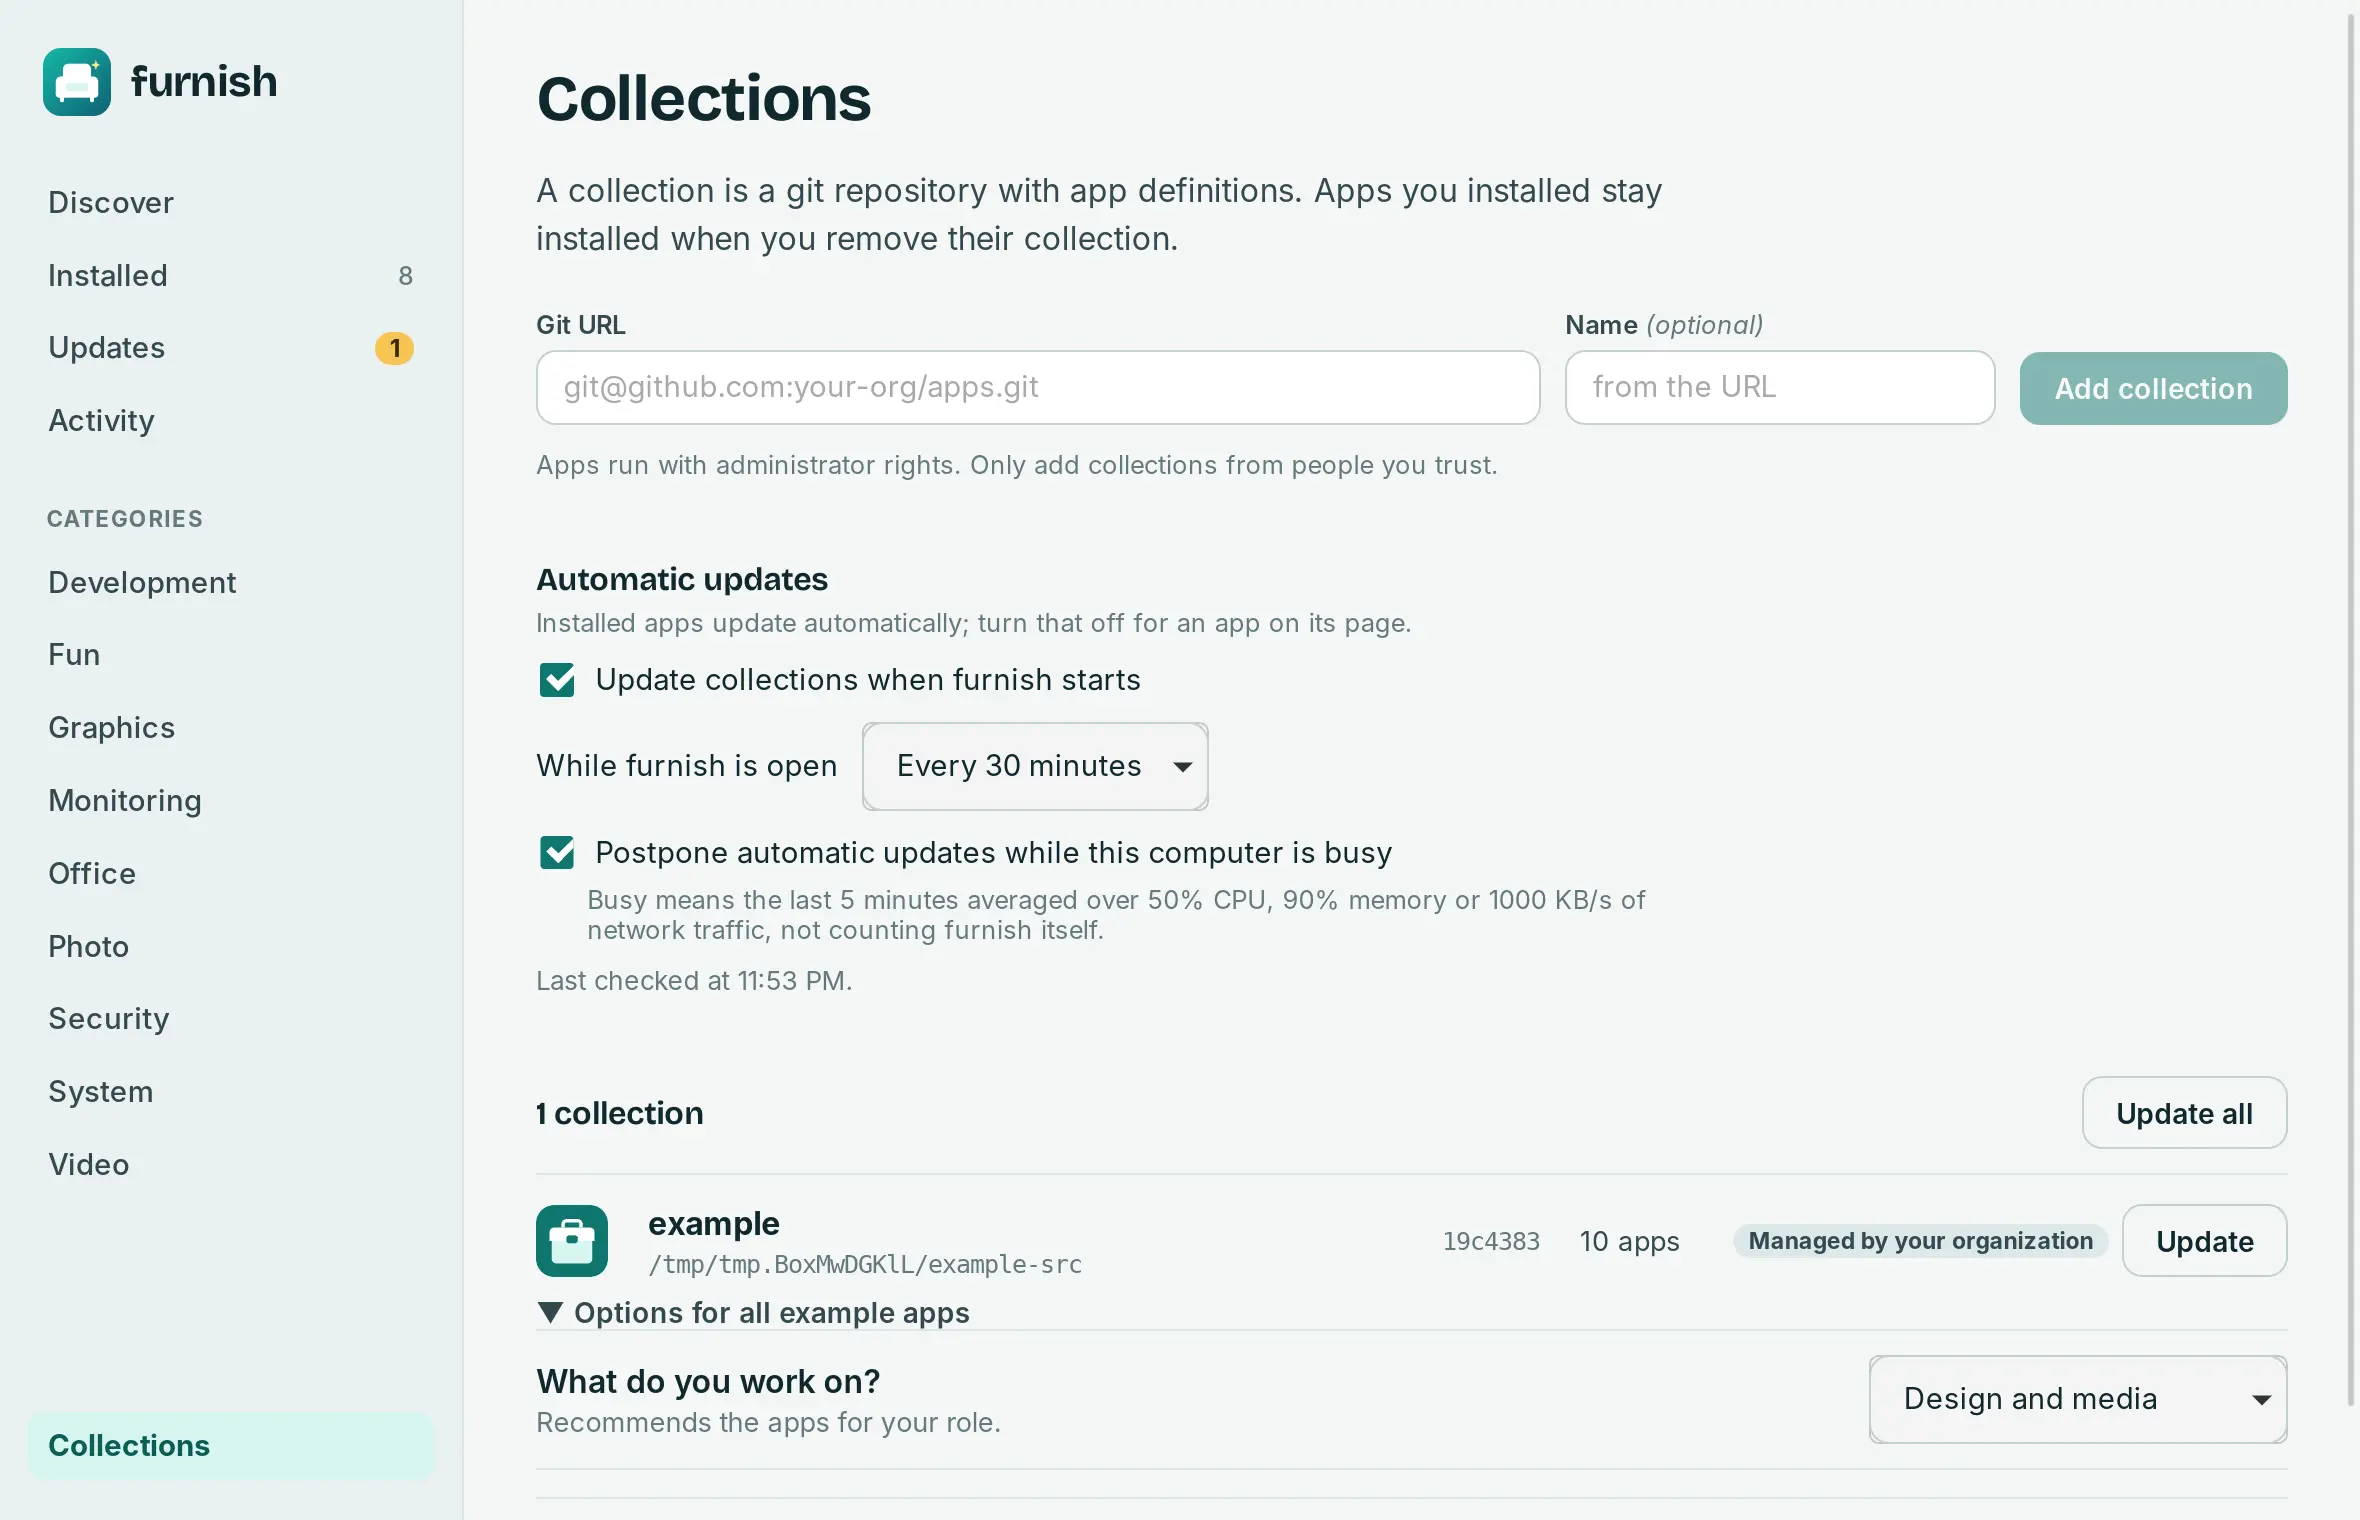 furnish
Discover
Installed 8
Updates 1
Activity
CATEGORIES
Development
Fun
Graphics
Monitoring
Office
Photo
Security
System
Video
Collections
Collections
A collection is a git repository with app definitions. Apps you installed stay
installed when you remove their collection.
Git URL
git@github.com:your-org/apps.git
Name (optional)
from the URL
Add collection
Apps run with administrator rights. Only add collections from people you trust.
Automatic updates
Installed apps update automatically; turn that off for an app on its page.
Update collections when furnish starts
While furnish is open Every 30 minutes
Postpone automatic updates while this computer is busy
Busy means the last 5 minutes averaged over 50% CPU, 90% memory or 1000 KB/s of
network traffic, not counting furnish itself.
Last checked at 11:53 PM.
1 collection Update all
example
/tmp/tmp.BoxMwDGKlL/example-src
19c4383 10 apps Managed by your organization Update
Options for all example apps
What do you work on?
Recommends the apps for your role.
Design and media